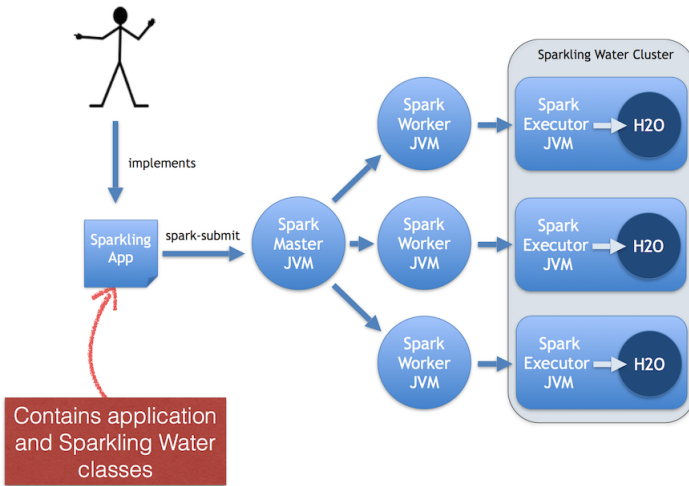 Sparkling Water Cluster
Spark
Worker
JVM
Spark
Executor
JVM
H2O
implements
Sparkling
App
spark-submit
Spark
Master
JVM
Spark
Worker
JVM
Spark
Executor
JVM
H2O
Spark
Worker
JVM
Spark
Executor
JVM
H2O
Contains application
and Sparkling Water
classes